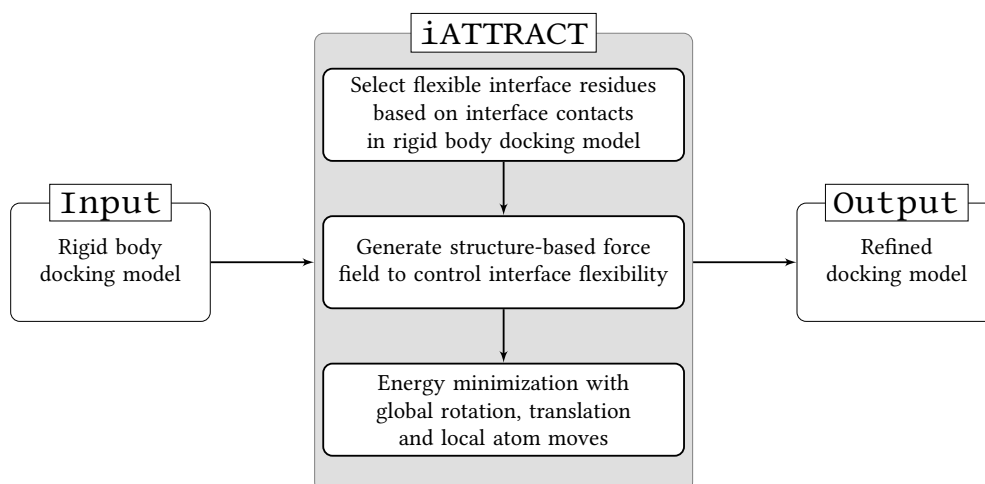 iATTRACT
Select flexible interface residues
based on interface contacts
in rigid body docking model
Input
Rigid body
docking model
Generate structure-based force
field to control interface flexibility
Output
Refined
docking model
Energy minimization with
global rotation, translation
and local atom moves